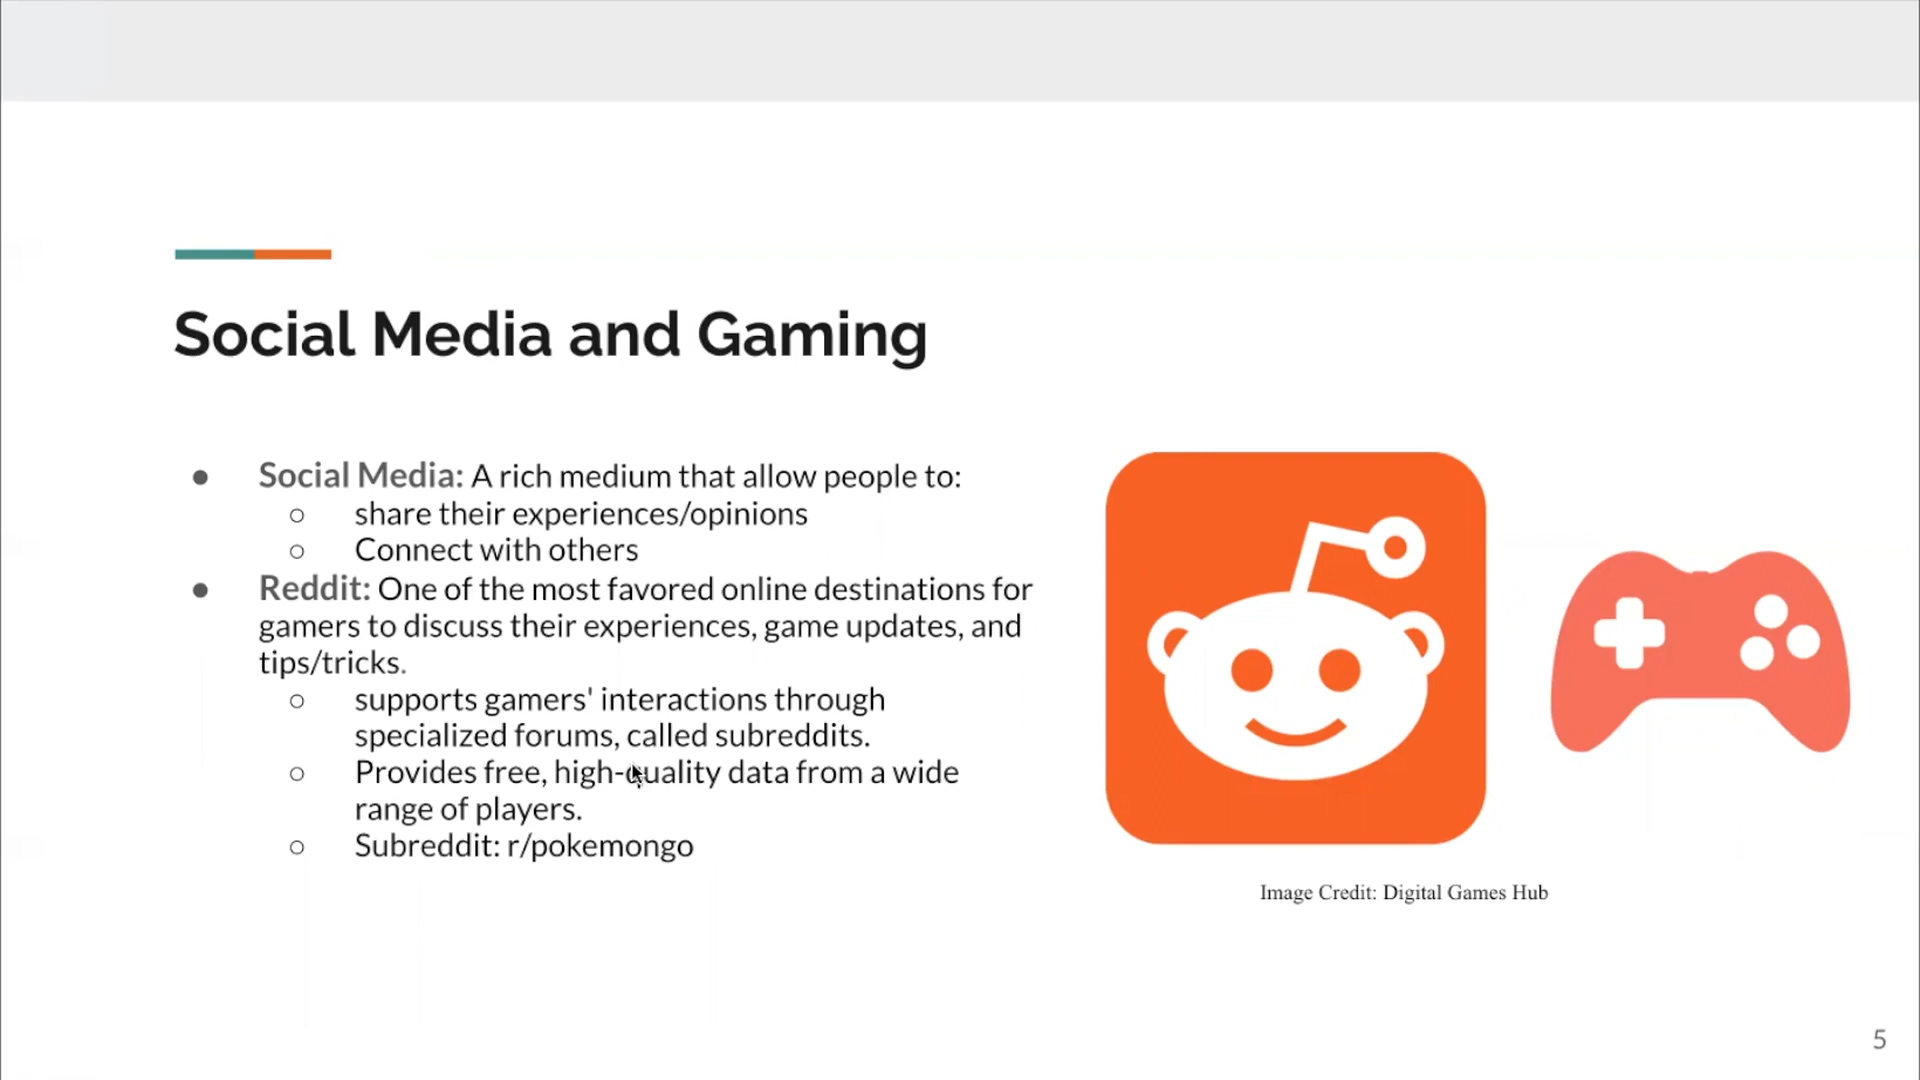 Social Media and Gaming
● Social Media: A rich medium that allow people to:
○ share their experiences/opinions
○ Connect with others
● Reddit: One of the most favored online destinations for
gamers to discuss their experiences, game updates, and
tips/tricks.
○ supports gamers' interactions through
specialized forums, called subreddits.
○ Provides free, high-quality data from a wide
range of players.
○ Subreddit: r/pokemongo
Image Credit: Digital Games Hub
5